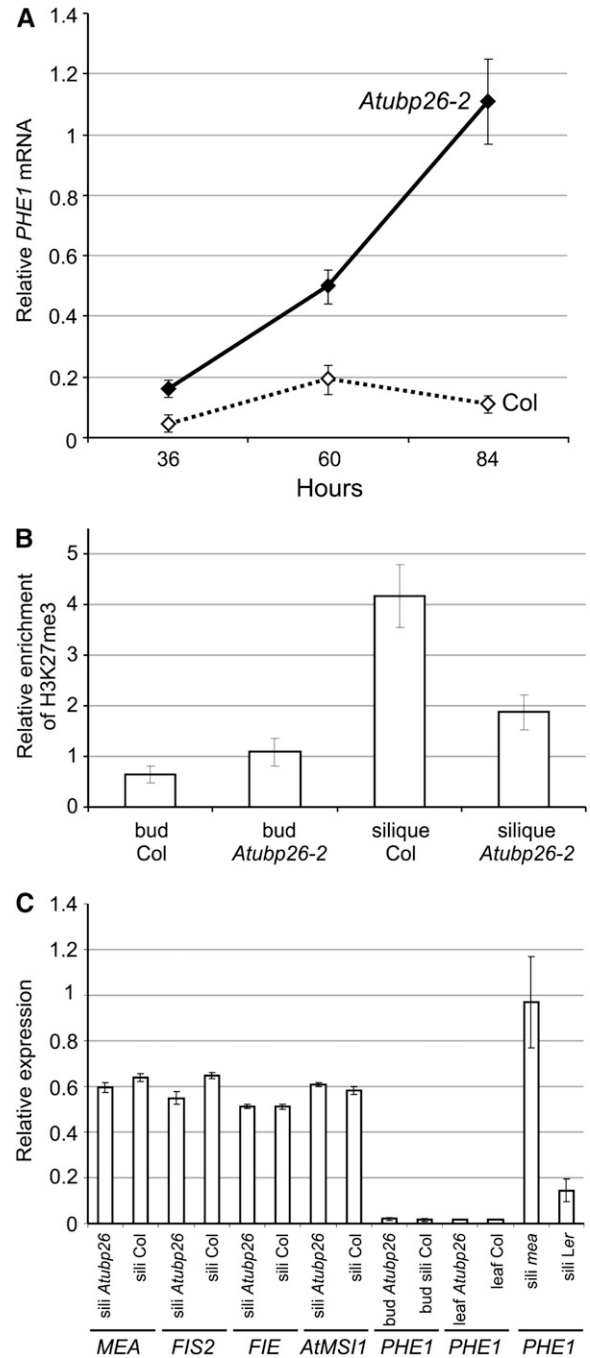 A
1.4
1.2
1
0.8
0.6
0.4
0.2
0
Relative PHE1 mRNA
Atubp26-2
Col
36 60 84
Hours
B
5
4
3
2
1
0
Relative enrichment
of H3K27me3
bud bud silique silique
Col Atubp26-2 Col Atubp26-2
C
1.4
1.2
1
0.8
0.6
0.4
0.2
0
Relative expression
sili Atubp26
sili Col
sili Atubp26
sili Col
sili Atubp26
sili Col
sili Atubp26
sili Col
bud Atubp26
bud sili Col
leaf Atubp26
leaf Col
sili mea
sili Ler
MEA FIS2 FIE AtMSI1 PHE1 PHE1 PHE1